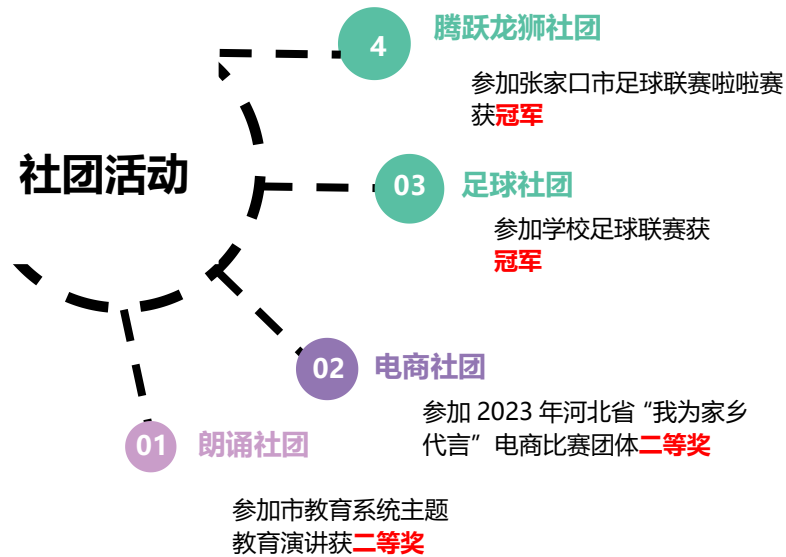 4
腾跃龙狮社团
参加张家口市足球联赛啦啦赛
获冠军
社团活动
03
足球社团
参加学校足球联赛获
冠军
02
电商社团
参加 2023 年河北省“我为家乡
代言”电商比赛团体二等奖
01
朗诵社团
参加市教育系统主题
教育演讲获二等奖